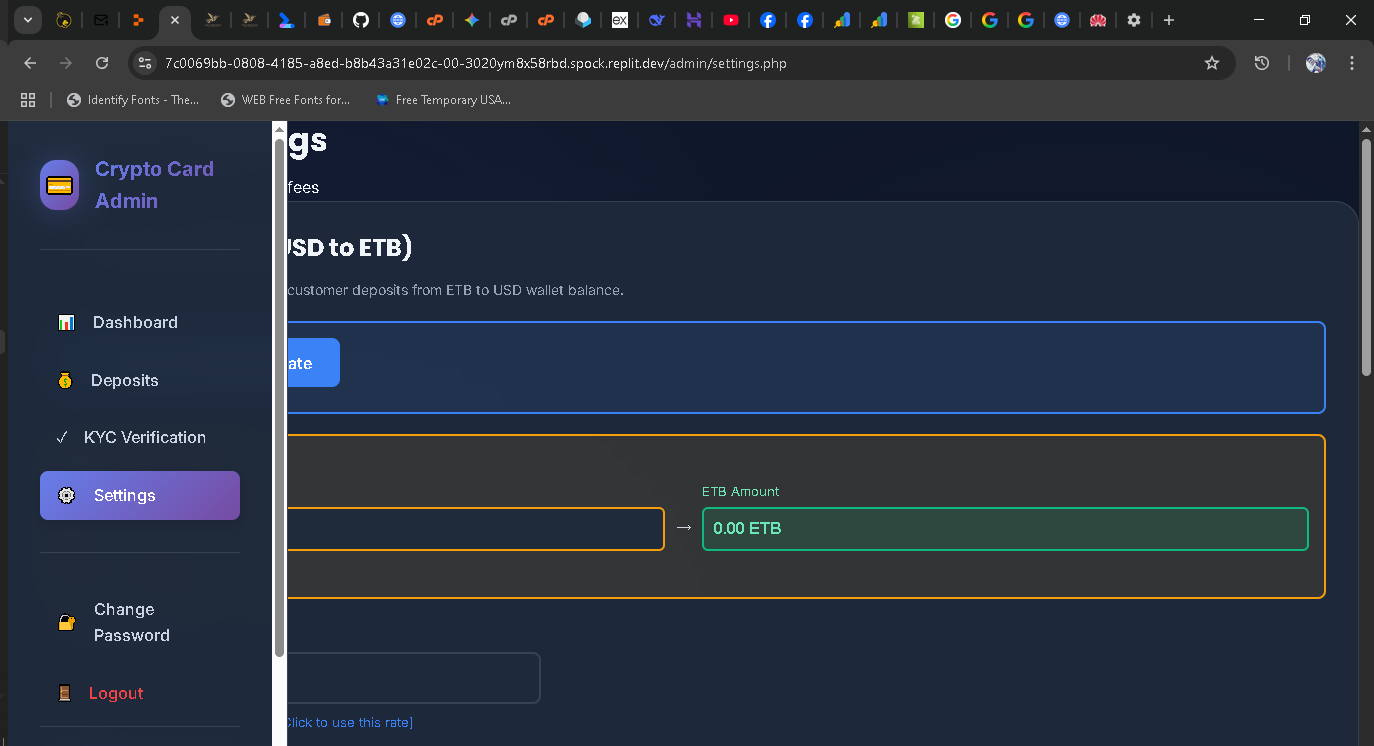 7c0069bb-0808-4185-a8ed-b8b43a31e02c-00-3020ym8x58rbd.spock.replit.dev/admin/settings.php
Identify Fonts - The...
WEB Free Fonts for...
Free Temporary USA...
Crypto Card
Admin
Dashboard
Deposits
KYC Verification
Settings
Change
Password
Logout
gs
fees
USD to ETB)
customer deposits from ETB to USD wallet balance.
ate
ETB Amount
→
0.00 ETB
Click to use this rate]